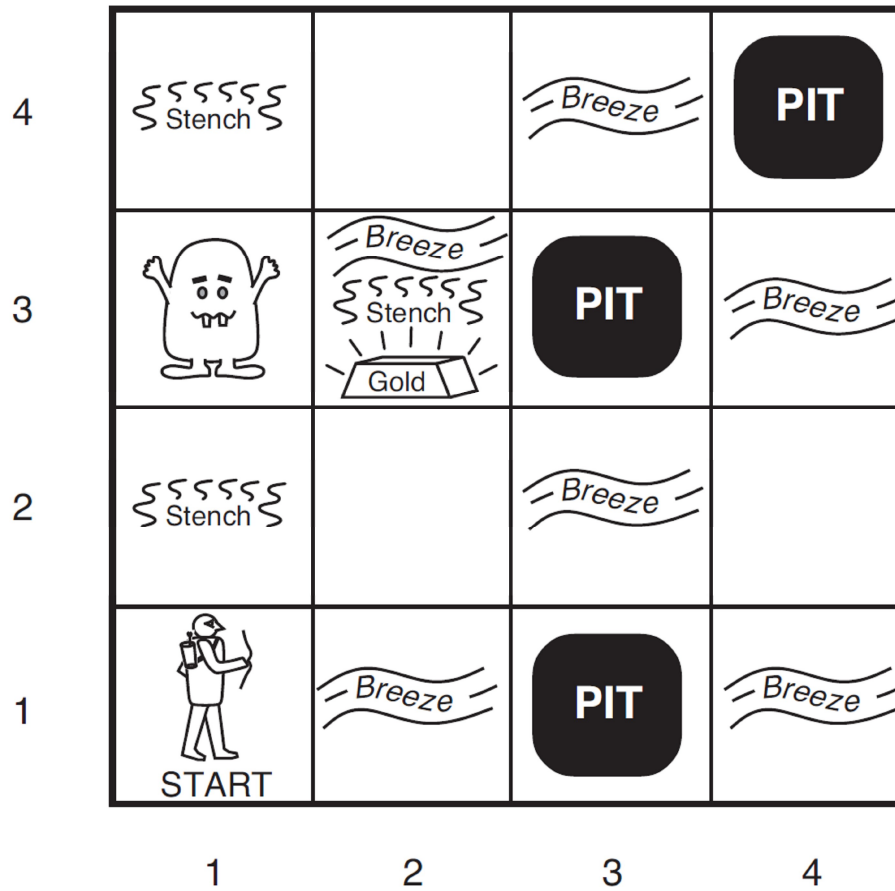 4
Stench
Breeze
PIT
3
Breeze
Stench
Gold
PIT
Breeze
2
Stench
Breeze
1
START
Breeze
PIT
Breeze
1 2 3 4